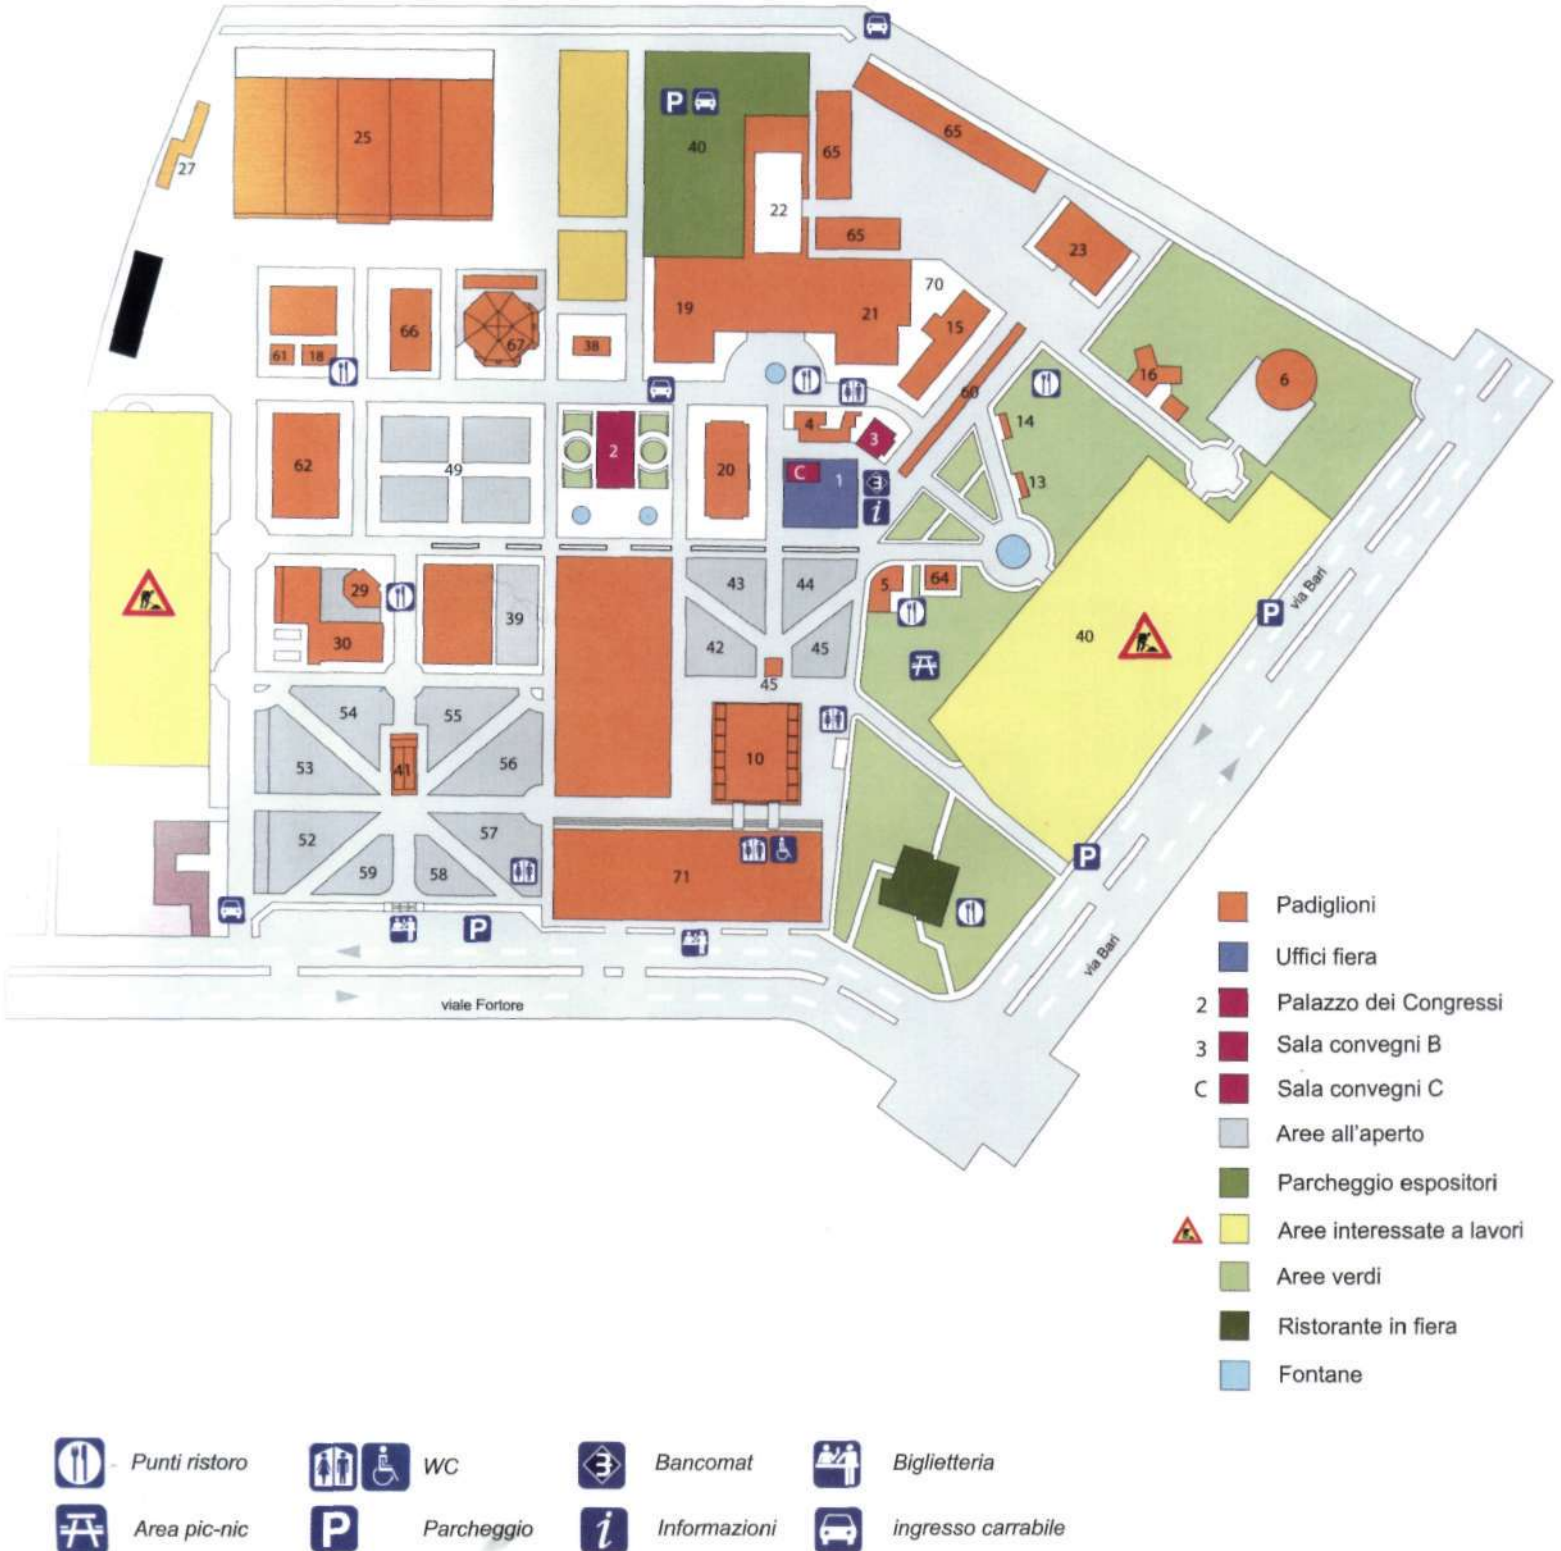 65
25
27
40
65
22
65
23
70
19
21
15
66
67
38
61
18
16
6
60
14
4
3
2
62
49
20
C
1
13
i
29
39
43
44
5
64
30
42
45
40
45
54
55
53
41
56
10
52
57
59
58
71
P
P
P
P
via Bari
via Bari
viale Fortore
Padiglioni
Uffici fiera
2 Palazzo dei Congressi
3 Sala convegni B
C Sala convegni C
Aree all'aperto
Parcheggio espositori
Aree interessate a lavori
Aree verdi
Ristorante in fiera
Fontane
Punti ristoro
WC
Bancomat
Biglietteria
Area pic-nic
P Parcheggio
i Informazioni
ingresso carrabile